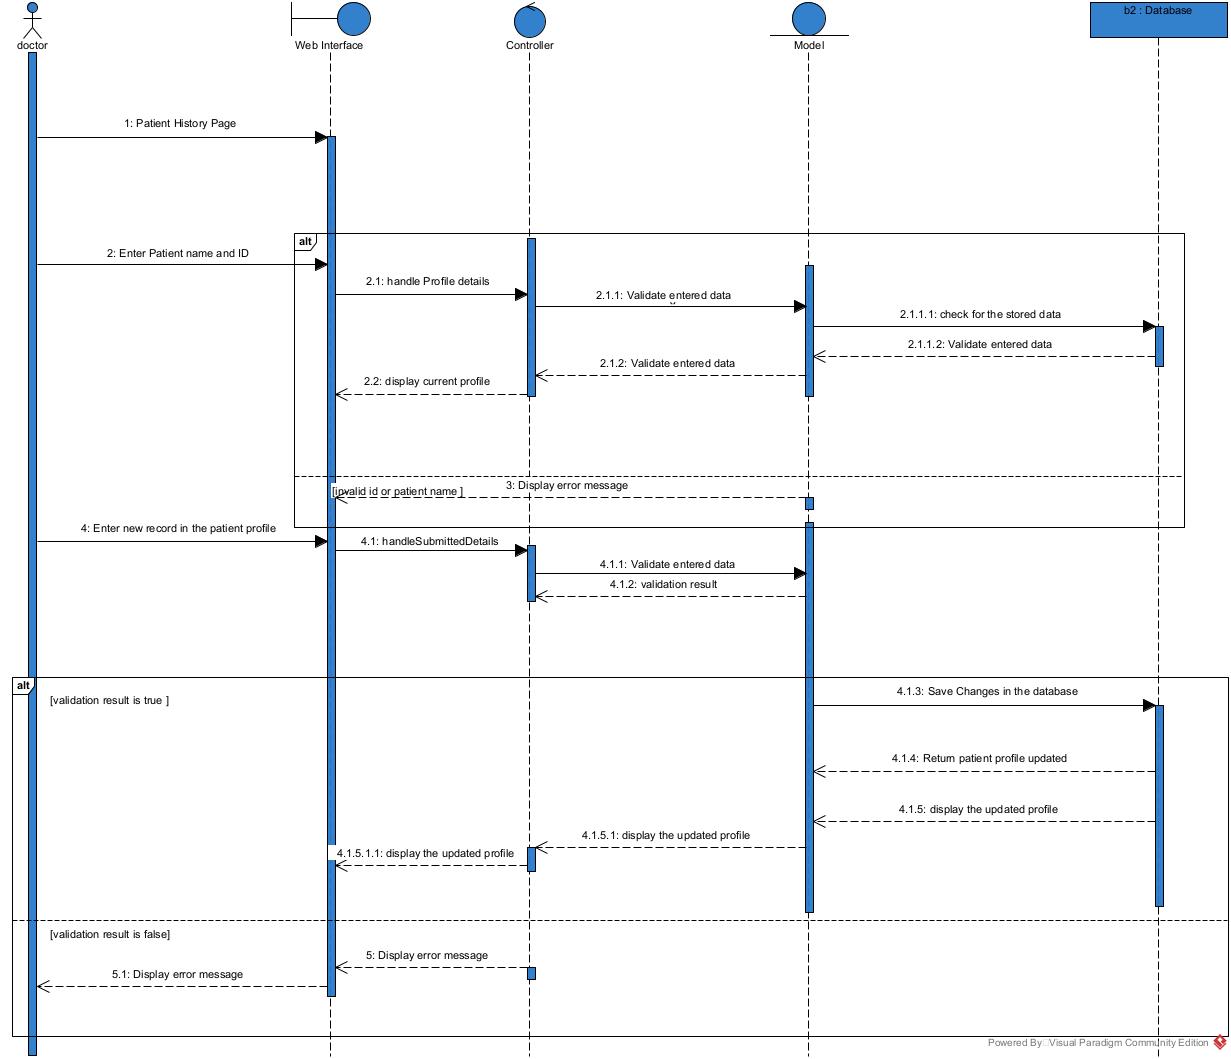 b2 : Database
doctor
Web Interface
Controller
Model
1: Patient History Page
alt
2: Enter Patient name and ID
2.1: handle Profile details
2.1.1: Validate entered data
2.1.1.1: check for the stored data
2.1.1.2: Validate entered data
2.1.2: Validate entered data
2.2: display current profile
3: Display error message
[invalid id or patient name ]
4: Enter new record in the patient profile
4.1: handleSubmittedDetails
4.1.1: Validate entered data
4.1.2: validation result
alt
[validation result is true ]
4.1.3: Save Changes in the database
4.1.4: Return patient profile updated
4.1.5: display the updated profile
4.1.5.1: display the updated profile
4.1.5.1.1: display the updated profile
[validation result is false]
5: Display error message
5.1: Display error message
Powered By Visual Paradigm Community Edition